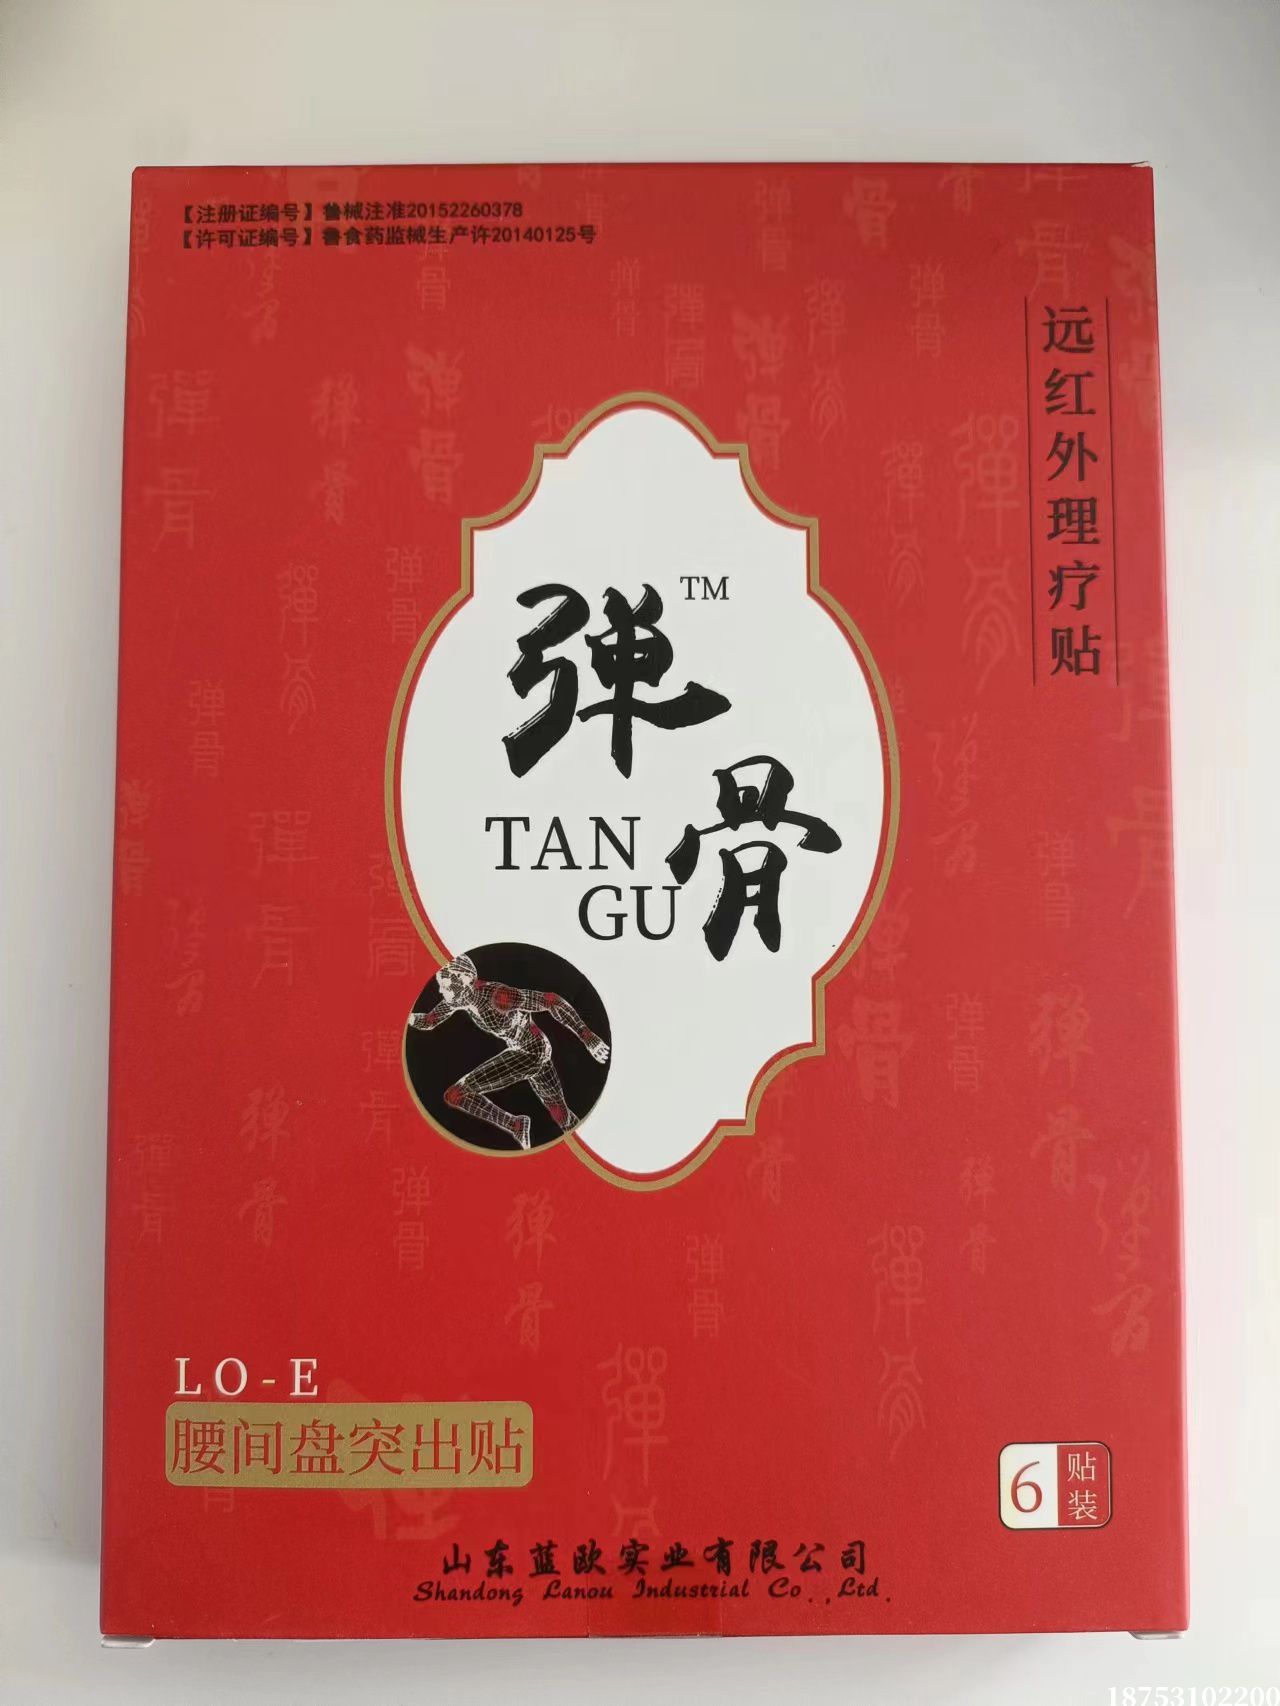 【注册证编号】鲁械注准20152260378
【许可证编号】鲁食药监械生产许20140125号
远红外理疗贴
弹骨
TM
TAN
GU
LO-E
腰间盘突出贴
6
贴装
山东蓝欧实业有限公司
Shandong Lanou Industrial Co.,Ltd.
18753102200